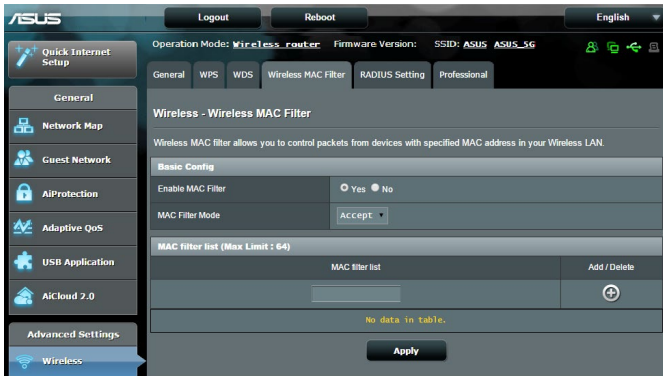 ASUS
Logout
Reboot
English
Quick Internet
Setup
Operation Mode: Wireless router Firmware Version: SSID: ASUS ASUS_5G
General WPS WDS Wireless MAC Filter RADIUS Setting Professional
General
Network Map
Guest Network
AiProtection
Adaptive QoS
USB Application
AiCloud 2.0
Advanced Settings
Wireless
Wireless - Wireless MAC Filter
Wireless MAC filter allows you to control packets from devices with specified MAC address in your Wireless LAN.
Basic Config
Enable MAC Filter Yes No
MAC Filter Mode Accept
MAC filter list (Max Limit : 64)
MAC filter list Add / Delete
No data in table.
Apply